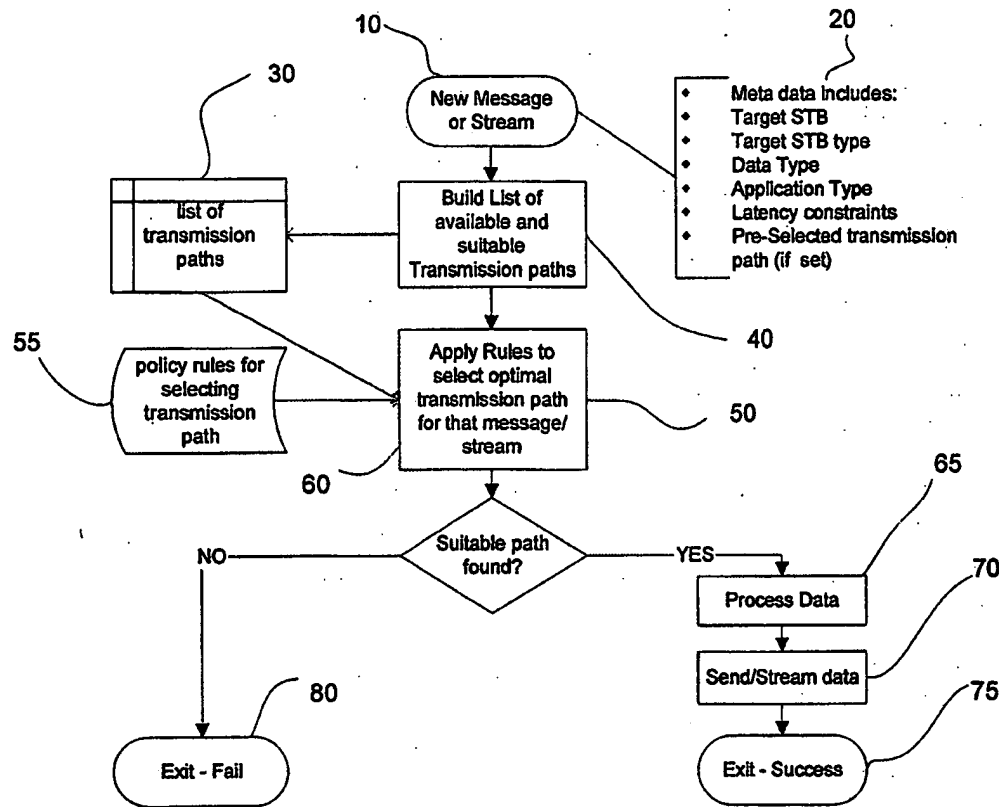 10
20
30
New Message
or Stream
♦ Meta data includes:
♦ Target STB
♦ Target STB type
♦ Data Type
♦ Application Type
♦ Latency constraints
♦ Pre-Selected transmission
path (if set)
list of
transmission
paths
Build List of
available and
suitable
Transmission paths
40
55
policy rules for
selecting
transmission
path
Apply Rules to
select optimal
transmission path
for that message/
stream
50
60
65
Suitable path
found?
NO
YES
Process Data
70
Send/Stream data
75
80
Exit - Fail
Exit - Success